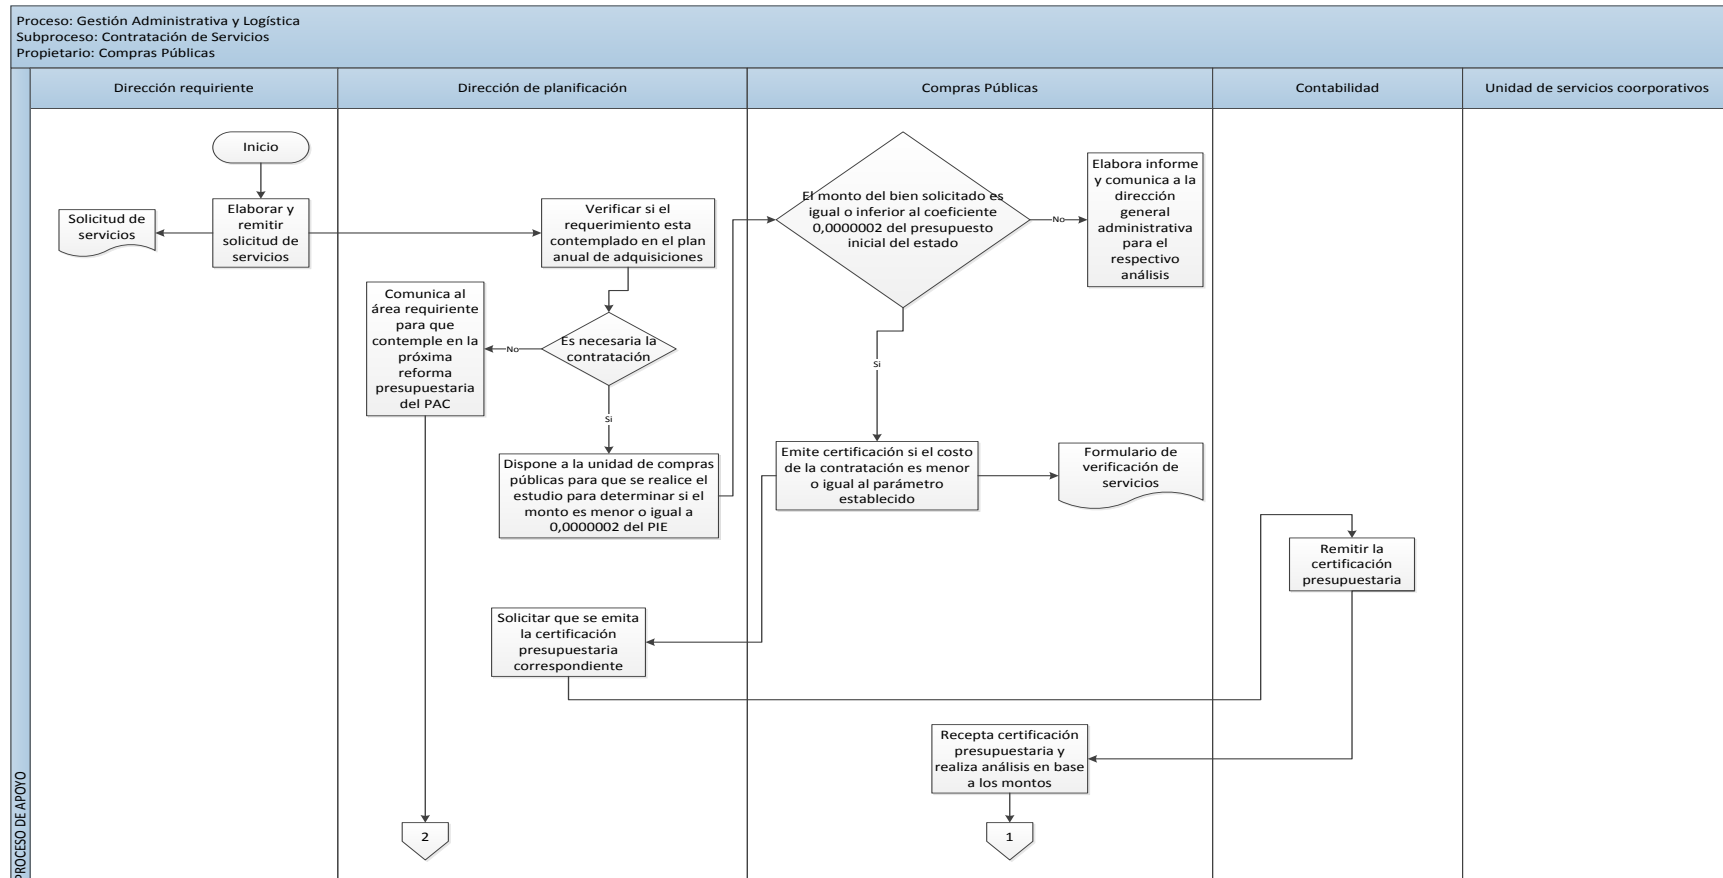 Proceso: Gestión Administrativa y Logística
Subproceso: Contratación de Servicios
Propietario: Compras Públicas
Dirección requiriente
Dirección de planificación
Compras Públicas
Contabilidad
Unidad de servicios coorporativos
PROCESO DE APOYO
Inicio
Elaborar y
remitir
solicitud de
servicios
Solicitud de
servicios
Verificar si el
requerimiento esta
contemplado en el plan
anual de adquisiciones
Es necesaria la
contratación
No
Comunica al
área requiriente
para que
contemple en la
próxima
reforma
presupuestaria
del PAC
Si
Dispone a la unidad de compras
públicas para que se realice el
estudio para determinar si el
monto es menor o igual a
0,0000002 del PIE
El monto del bien solicitado es
igual o inferior al coeficiente
0,0000002 del presupuesto
inicial del estado
No
Elabora informe
y comunica a la
dirección
general
administrativa
para el
respectivo
análisis
Si
Emite certificación si el costo
de la contratación es menor
o igual al parámetro
establecido
Formulario de
verificación de
servicios
Solicitar que se emita
la certificación
presupuestaria
correspondiente
Remitir la
certificación
presupuestaria
Recepta certificación
presupuestaria y
realiza análisis en base
a los montos
2
1